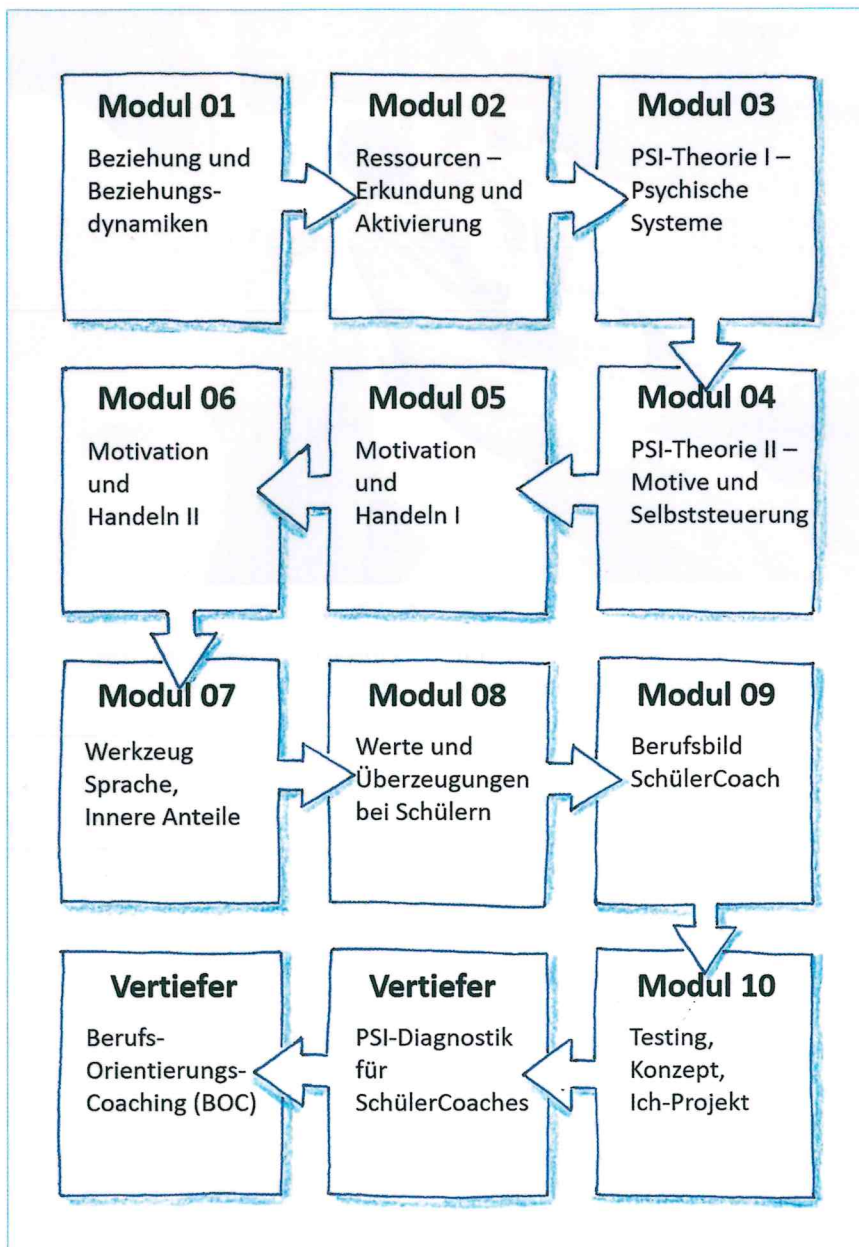 Modul 01
Beziehung und
Beziehungs-
dynamiken
Modul 02
Ressourcen –
Erkundung und
Aktivierung
Modul 03
PSI-Theorie I –
Psychische
Systeme
Modul 04
PSI-Theorie II –
Motive und
Selbststeuerung
Modul 05
Motivation
und
Handeln I
Modul 06
Motivation
und
Handeln II
Modul 07
Werkzeug
Sprache,
Innere Anteile
Modul 08
Werte und
Überzeugungen
bei Schülern
Modul 09
Berufsbild
SchülerCoach
Modul 10
Testing,
Konzept,
Ich-Projekt
Vertiefer
PSI-Diagnostik
für
SchülerCoaches
Vertiefer
Berufs-
Orientierungs-
Coaching (BOC)